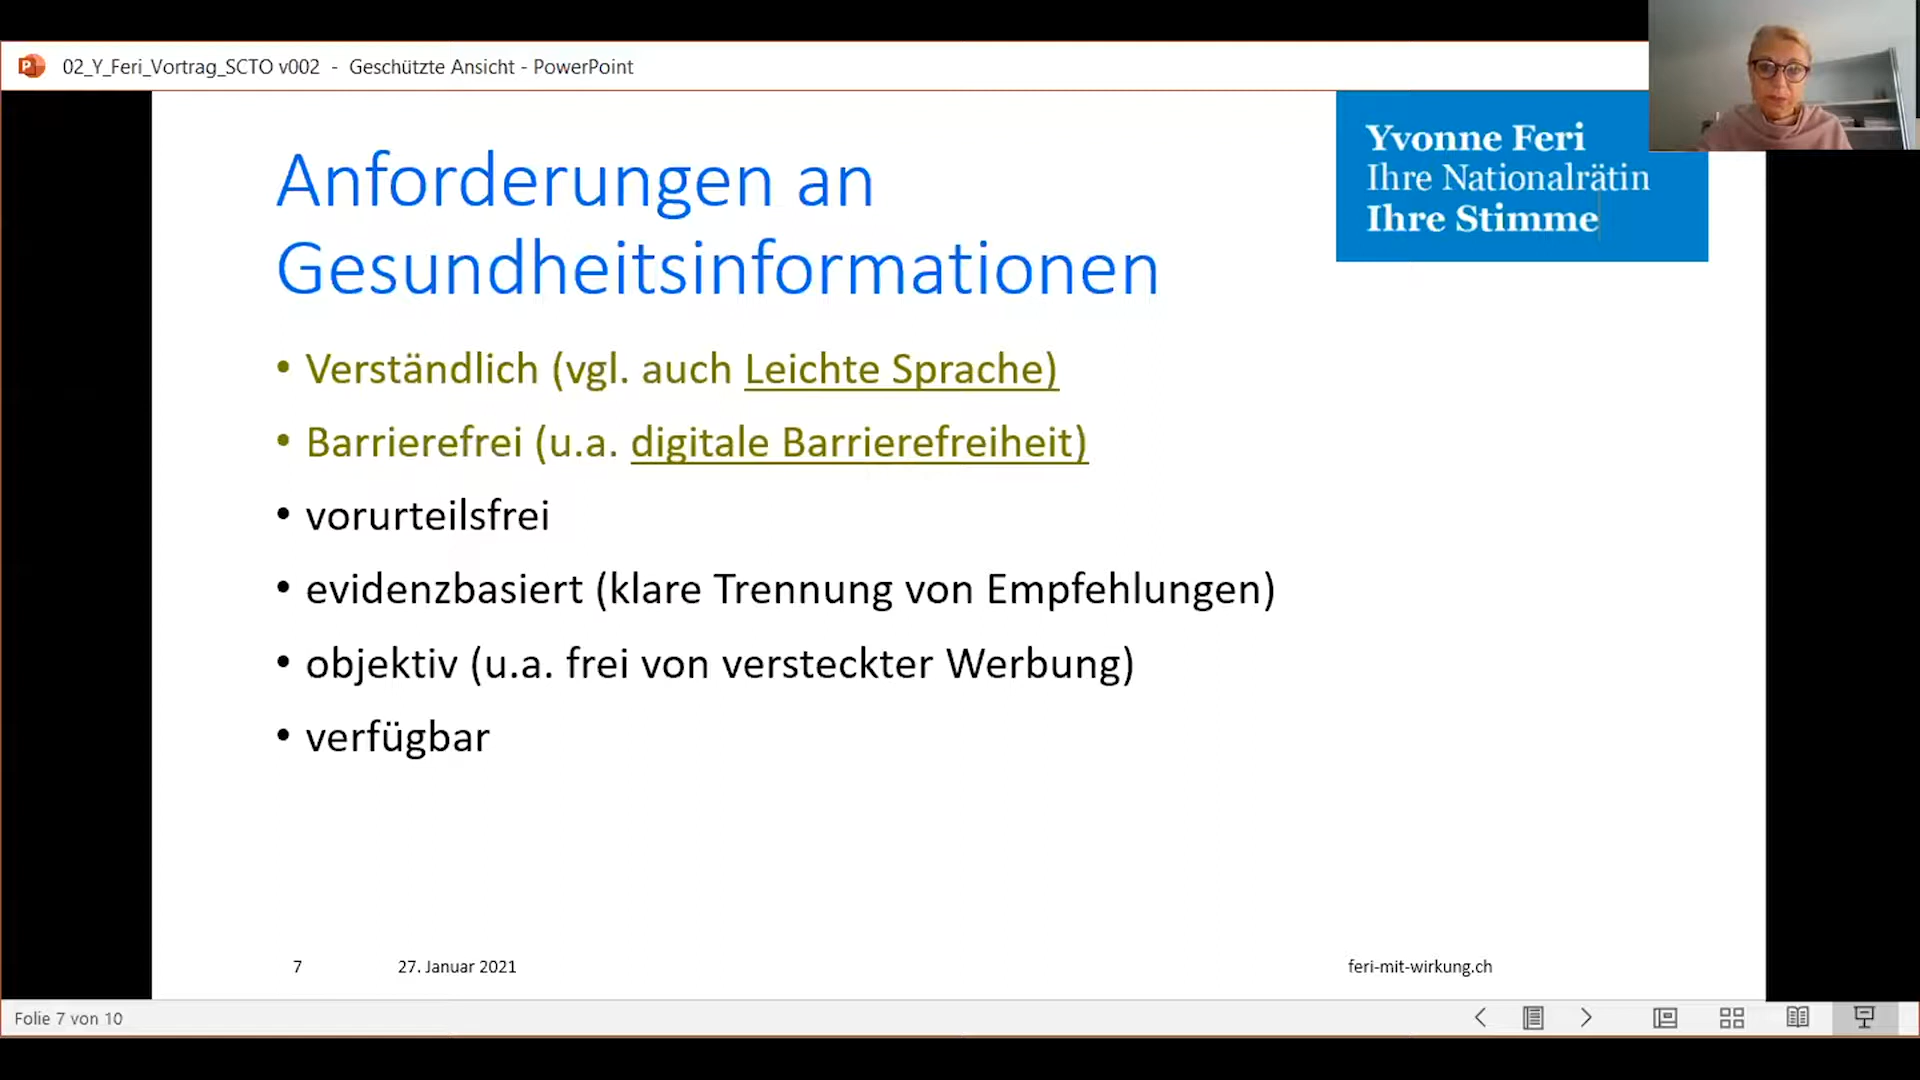 02_Y_Feri_Vortrag_SCTO v002 - Geschützte Ansicht - PowerPoint
Yvonne Feri
Ihre Nationalrätin
Ihre Stimme
Anforderungen an
Gesundheitsinformationen
• Verständlich (vgl. auch Leichte Sprache)
• Barrierefrei (u.a. digitale Barrierefreiheit)
• vorurteilsfrei
• evidenzbasiert (klare Trennung von Empfehlungen)
• objektiv (u.a. frei von versteckter Werbung)
• verfügbar
7 27. Januar 2021 feri-mit-wirkung.ch
Folie 7 von 10